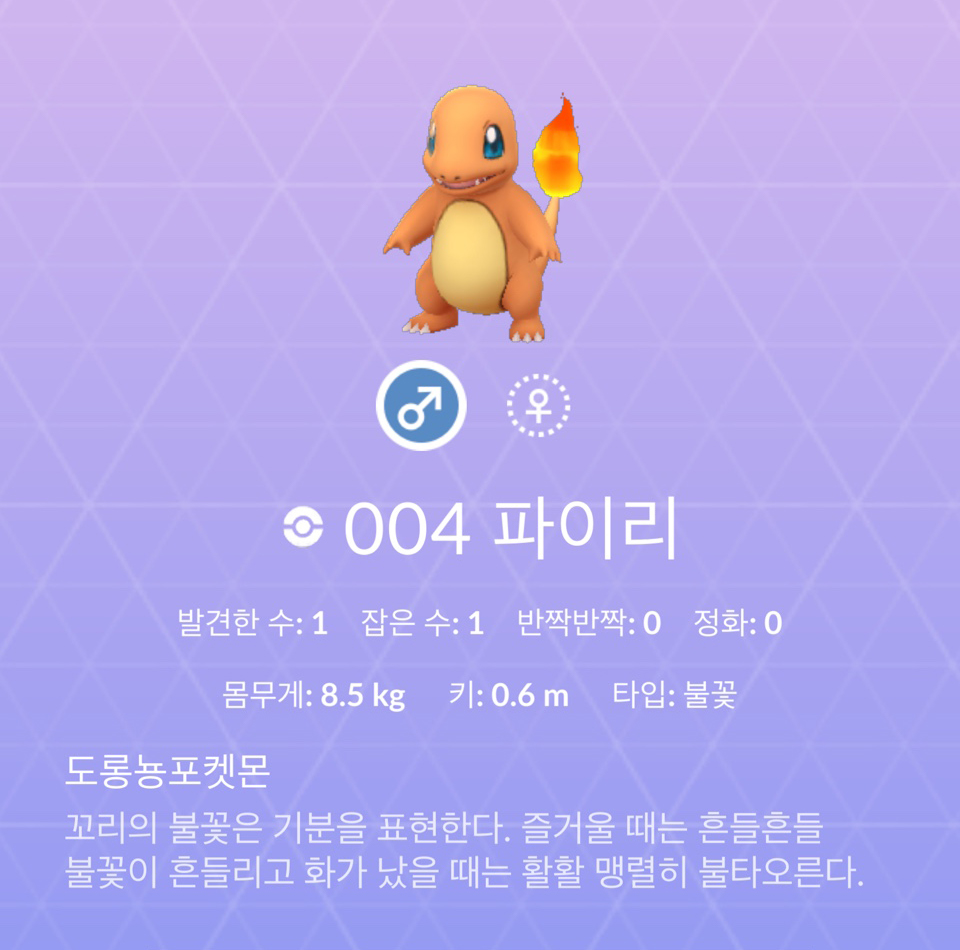 004 파이리
발견한 수: 1 잡은 수: 1 반짝반짝: 0 정화: 0
몸무게: 8.5 kg 키: 0.6 m 타입: 불꽃
도롱뇽포켓몬
꼬리의 불꽃은 기분을 표현한다. 즐거울 때는 흔들흔들
불꽃이 흔들리고 화가 났을 때는 활활 맹렬히 불타오른다.